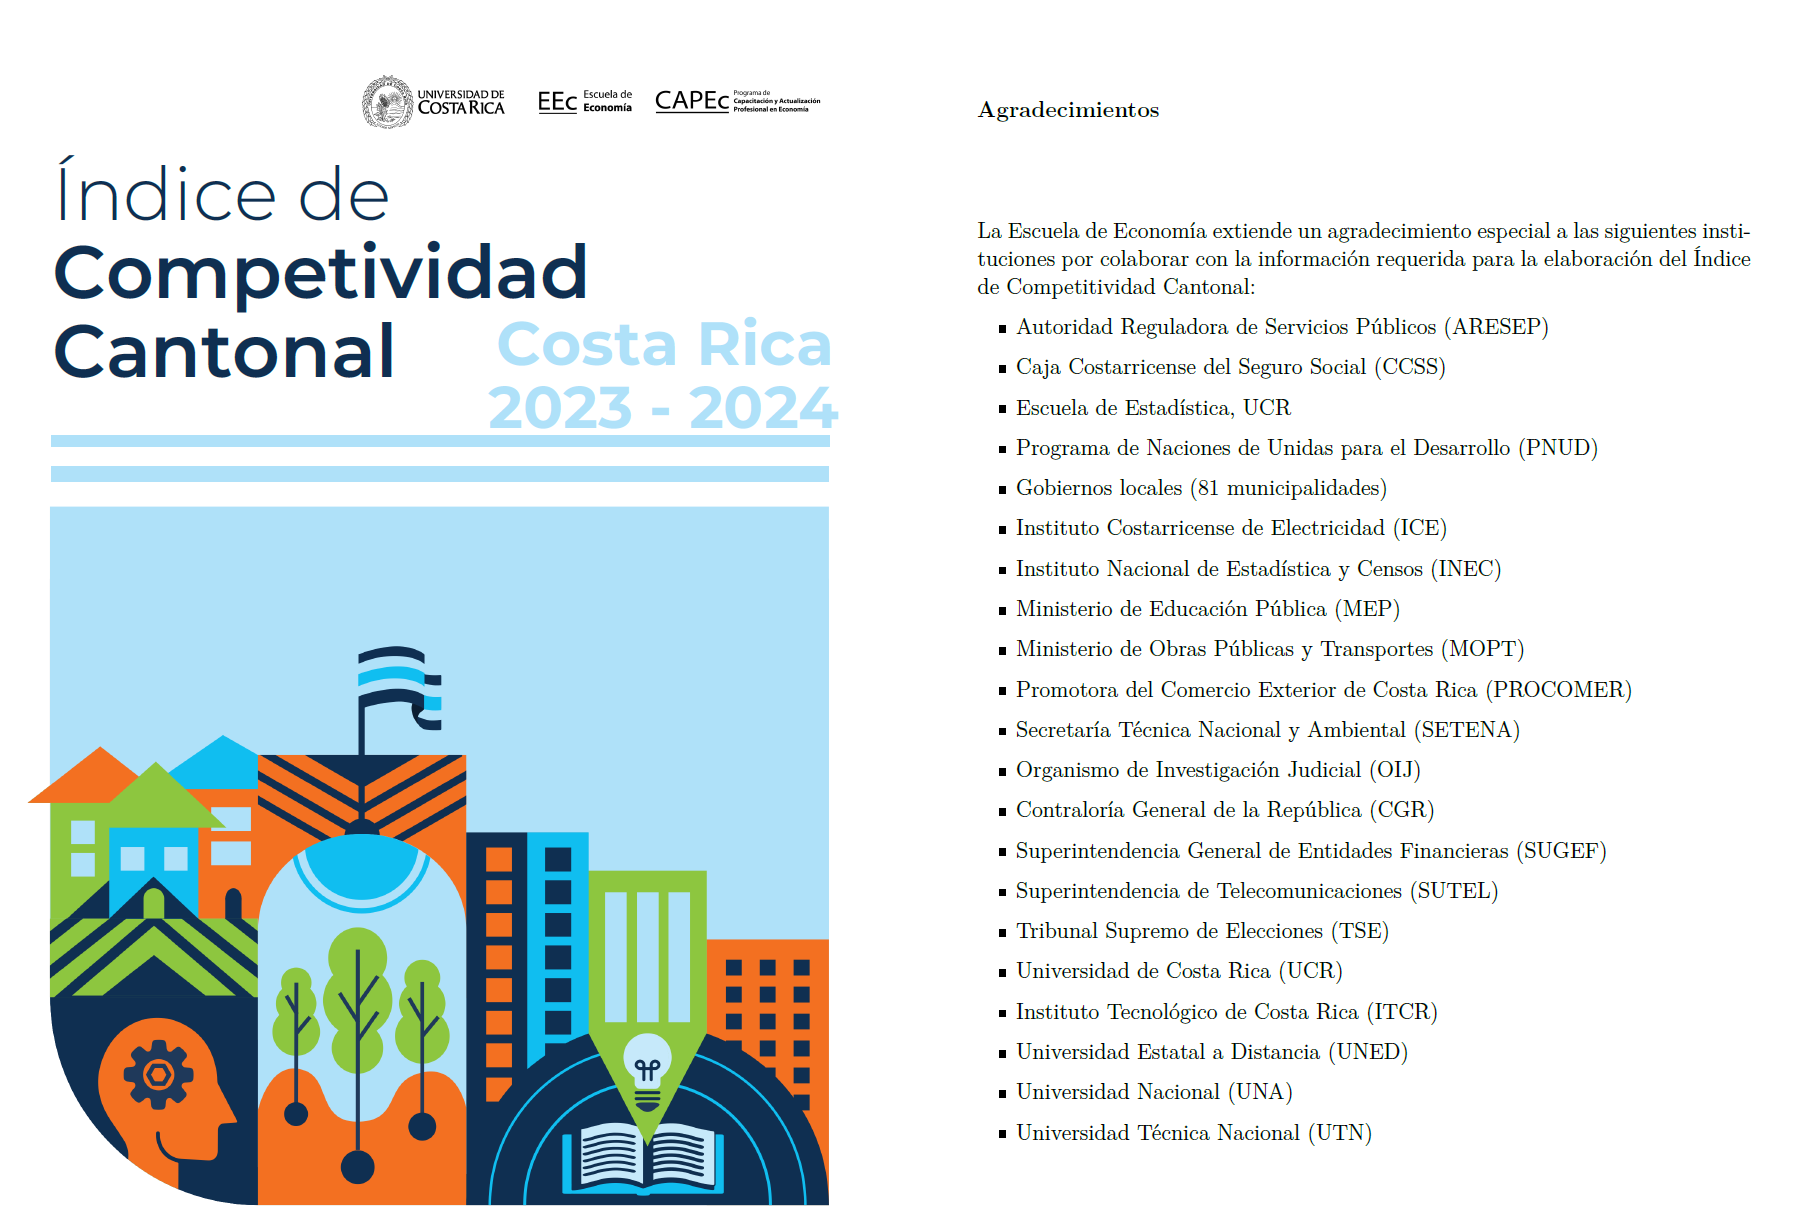 UNIVERSIDAD DE
COSTA RICA
EEc
Escuela de
Economía
CAPEc
Programa de
Capacitación y Actualización
Profesional en Economía
Índice de
Competividad
Cantonal
Costa Rica
2023 - 2024
Agradecimientos
La Escuela de Economía extiende un agradecimiento especial a las siguientes insti-
tuciones por colaborar con la información requerida para la elaboración del Índice
de Competitividad Cantonal:
▪ Autoridad Reguladora de Servicios Públicos (ARESEP)
▪ Caja Costarricense del Seguro Social (CCSS)
▪ Escuela de Estadística, UCR
▪ Programa de Naciones de Unidas para el Desarrollo (PNUD)
▪ Gobiernos locales (81 municipalidades)
▪ Instituto Costarricense de Electricidad (ICE)
▪ Instituto Nacional de Estadística y Censos (INEC)
▪ Ministerio de Educación Pública (MEP)
▪ Ministerio de Obras Públicas y Transportes (MOPT)
▪ Promotora del Comercio Exterior de Costa Rica (PROCOMER)
▪ Secretaría Técnica Nacional y Ambiental (SETENA)
▪ Organismo de Investigación Judicial (OIJ)
▪ Contraloría General de la República (CGR)
▪ Superintendencia General de Entidades Financieras (SUGEF)
▪ Superintendencia de Telecomunicaciones (SUTEL)
▪ Tribunal Supremo de Elecciones (TSE)
▪ Universidad de Costa Rica (UCR)
▪ Instituto Tecnológico de Costa Rica (ITCR)
▪ Universidad Estatal a Distancia (UNED)
▪ Universidad Nacional (UNA)
▪ Universidad Técnica Nacional (UTN)